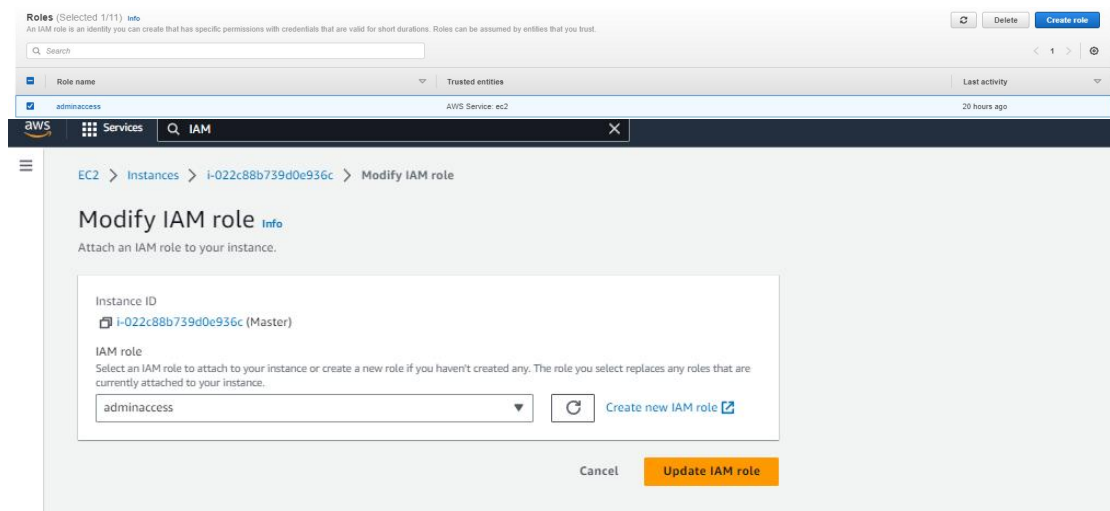 Roles (Selected 1/11) Info
An IAM role is an identity you can create that has specific permissions with credentials that are valid for short durations. Roles can be assumed by entities that you trust.
Delete
Create role
Search
1
Role name
Trusted entities
Last activity
adminaccess
AWS Service: ec2
20 hours ago
aws
Services
IAM
EC2 > Instances > i-022c88b739d0e936c > Modify IAM role
Modify IAM role Info
Attach an IAM role to your instance.
Instance ID
i-022c88b739d0e936c (Master)
IAM role
Select an IAM role to attach to your instance or create a new role if you haven't created any. The role you select replaces any roles that are
currently attached to your instance.
adminaccess
Create new IAM role
Cancel
Update IAM role